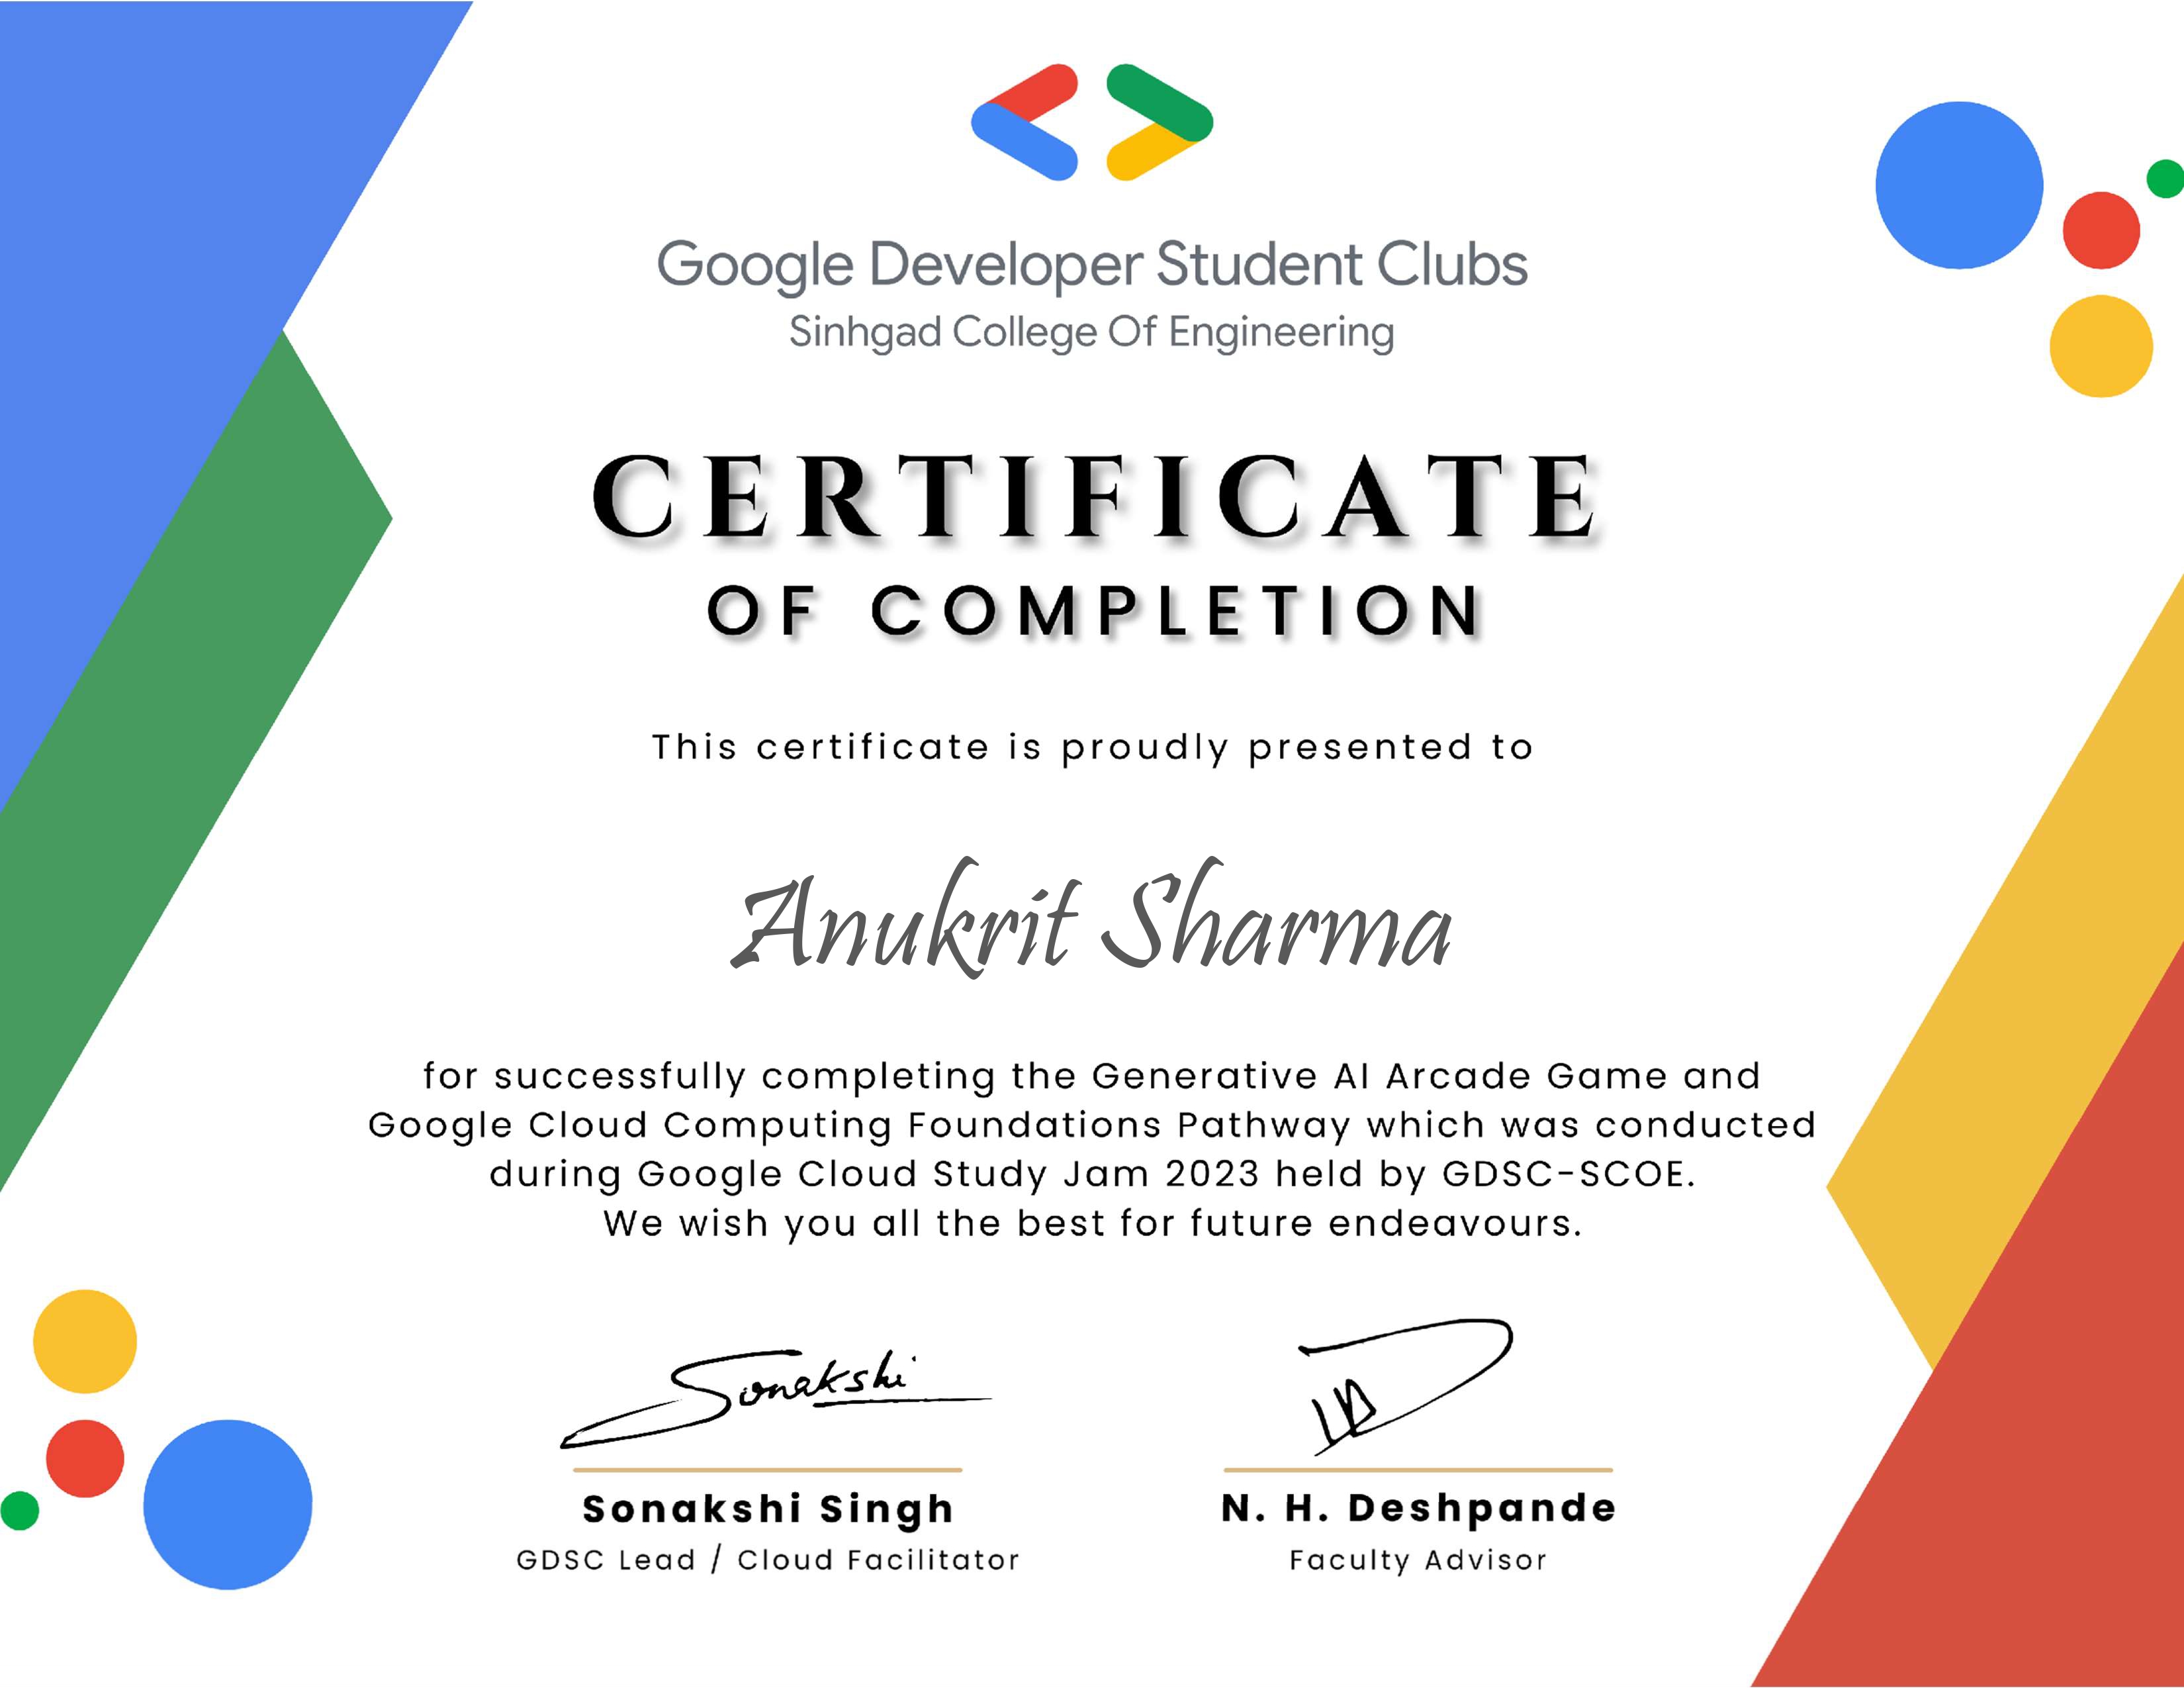 Google Developer Student Clubs
Sinhgad College Of Engineering
CERTIFICATE
OF COMPLETION
This certificate is proudly presented to
Anukrit Sharma
for successfully completing the Generative AI Arcade Game and
Google Cloud Computing Foundations Pathway which was conducted
during Google Cloud Study Jam 2023 held by GDSC-SCOE.
We wish you all the best for future endeavours.
Sonakshi
Sonakshi Singh
GDSC Lead / Cloud Facilitator
N. H. Deshpande
Faculty Advisor